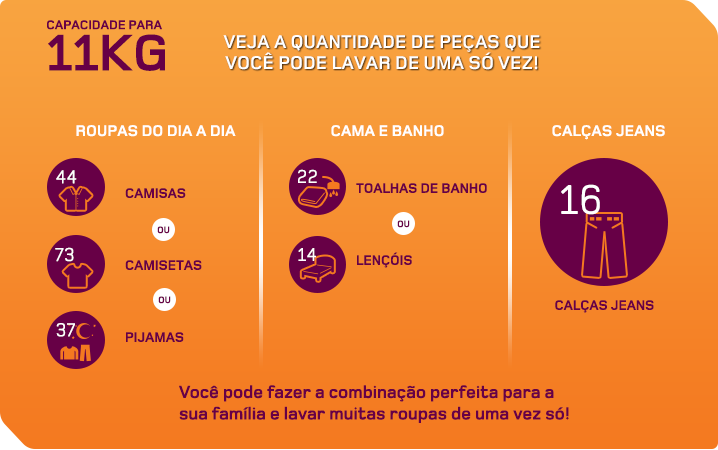 CAPACIDADE PARA
11KG
VEJA A QUANTIDADE DE PEÇAS QUE
VOCÊ PODE LAVAR DE UMA SÓ VEZ!
ROUPAS DO DIA A DIA
44
CAMISAS
OU
73
CAMISETAS
OU
37
PIJAMAS
CAMA E BANHO
22
TOALHAS DE BANHO
OU
14
LENÇÓIS
CALÇAS JEANS
16
CALÇAS JEANS
Você pode fazer a combinação perfeita para a
sua família e lavar muitas roupas de uma vez só!